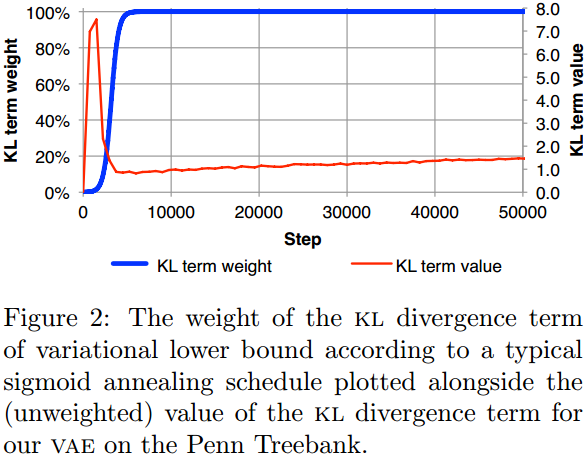 100%
80%
60%
40%
20%
0%
KL term weight
8.0
7.0
6.0
5.0
4.0
3.0
2.0
1.0
0.0
KL term value
0 10000 20000 30000 40000 50000
Step
KL term weight KL term value
Figure 2: The weight of the KL divergence term
of variational lower bound according to a typical
sigmoid annealing schedule plotted alongside the
(unweighted) value of the KL divergence term for
our VAE on the Penn Treebank.